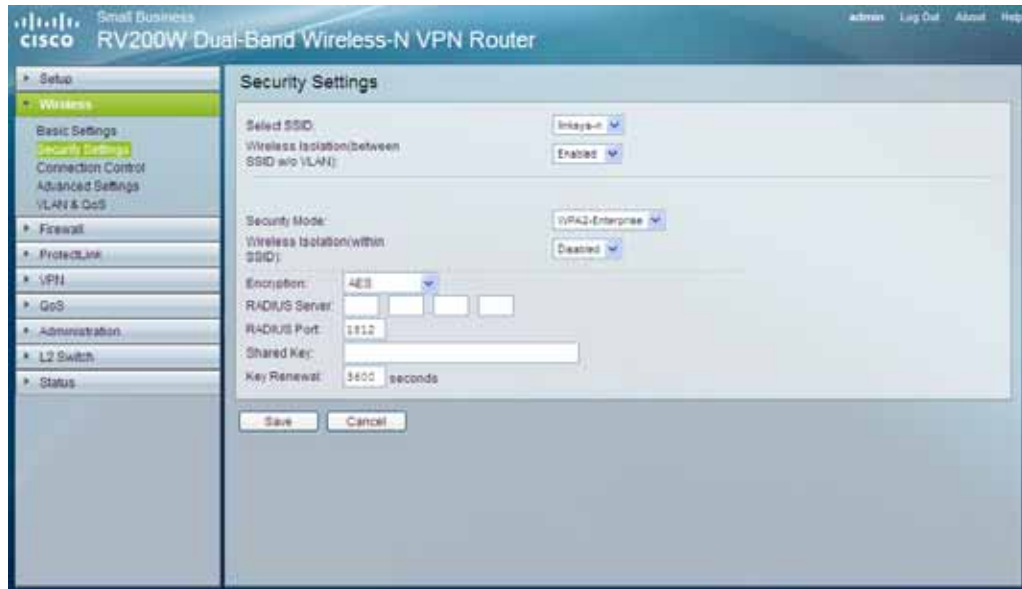 Small Business
CISCO RV200W Dual-Band Wireless-N VPN Router
admin Log Out About Help
Setup
Wireless
Basic Settings
Security Settings
Connection Control
Advanced Settings
VLAN & QoS
Firewall
ProtectLink
VPN
QoS
Administration
L2 Switch
Status
Security Settings
Select SSID:
Wireless Isolation(between SSID w/o VLAN): Enabled
Security Mode: WPA2-Enterprise
Wireless Isolation(within SSID): Disabled
Encryption: AES
RADIUS Server:
RADIUS Port: 1812
Shared Key:
Key Renewal: 3600 seconds
Save Cancel